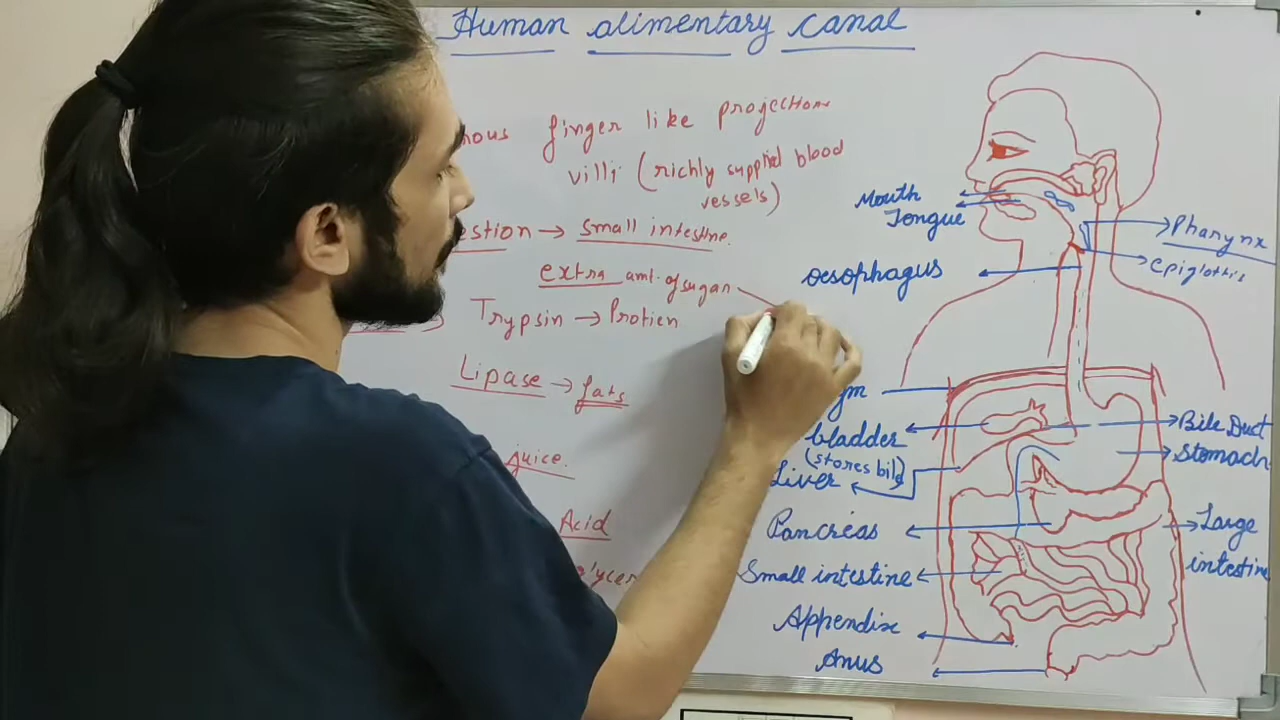 Human alimentary canal
finger like projections
villi (richly supplied blood
vessels)
→ Small intestine.
extra amt. of sugar
Trypsin → Protien
Lipase → fats
juice.
Acid
Mouth
Tongue
Pharynx
epiglottis
oesophagus
bladder
(stores bile)
Liver
Bile Duct
Stomach
Pancreas
Large
intestine
Small intestine
Appendix
Anus